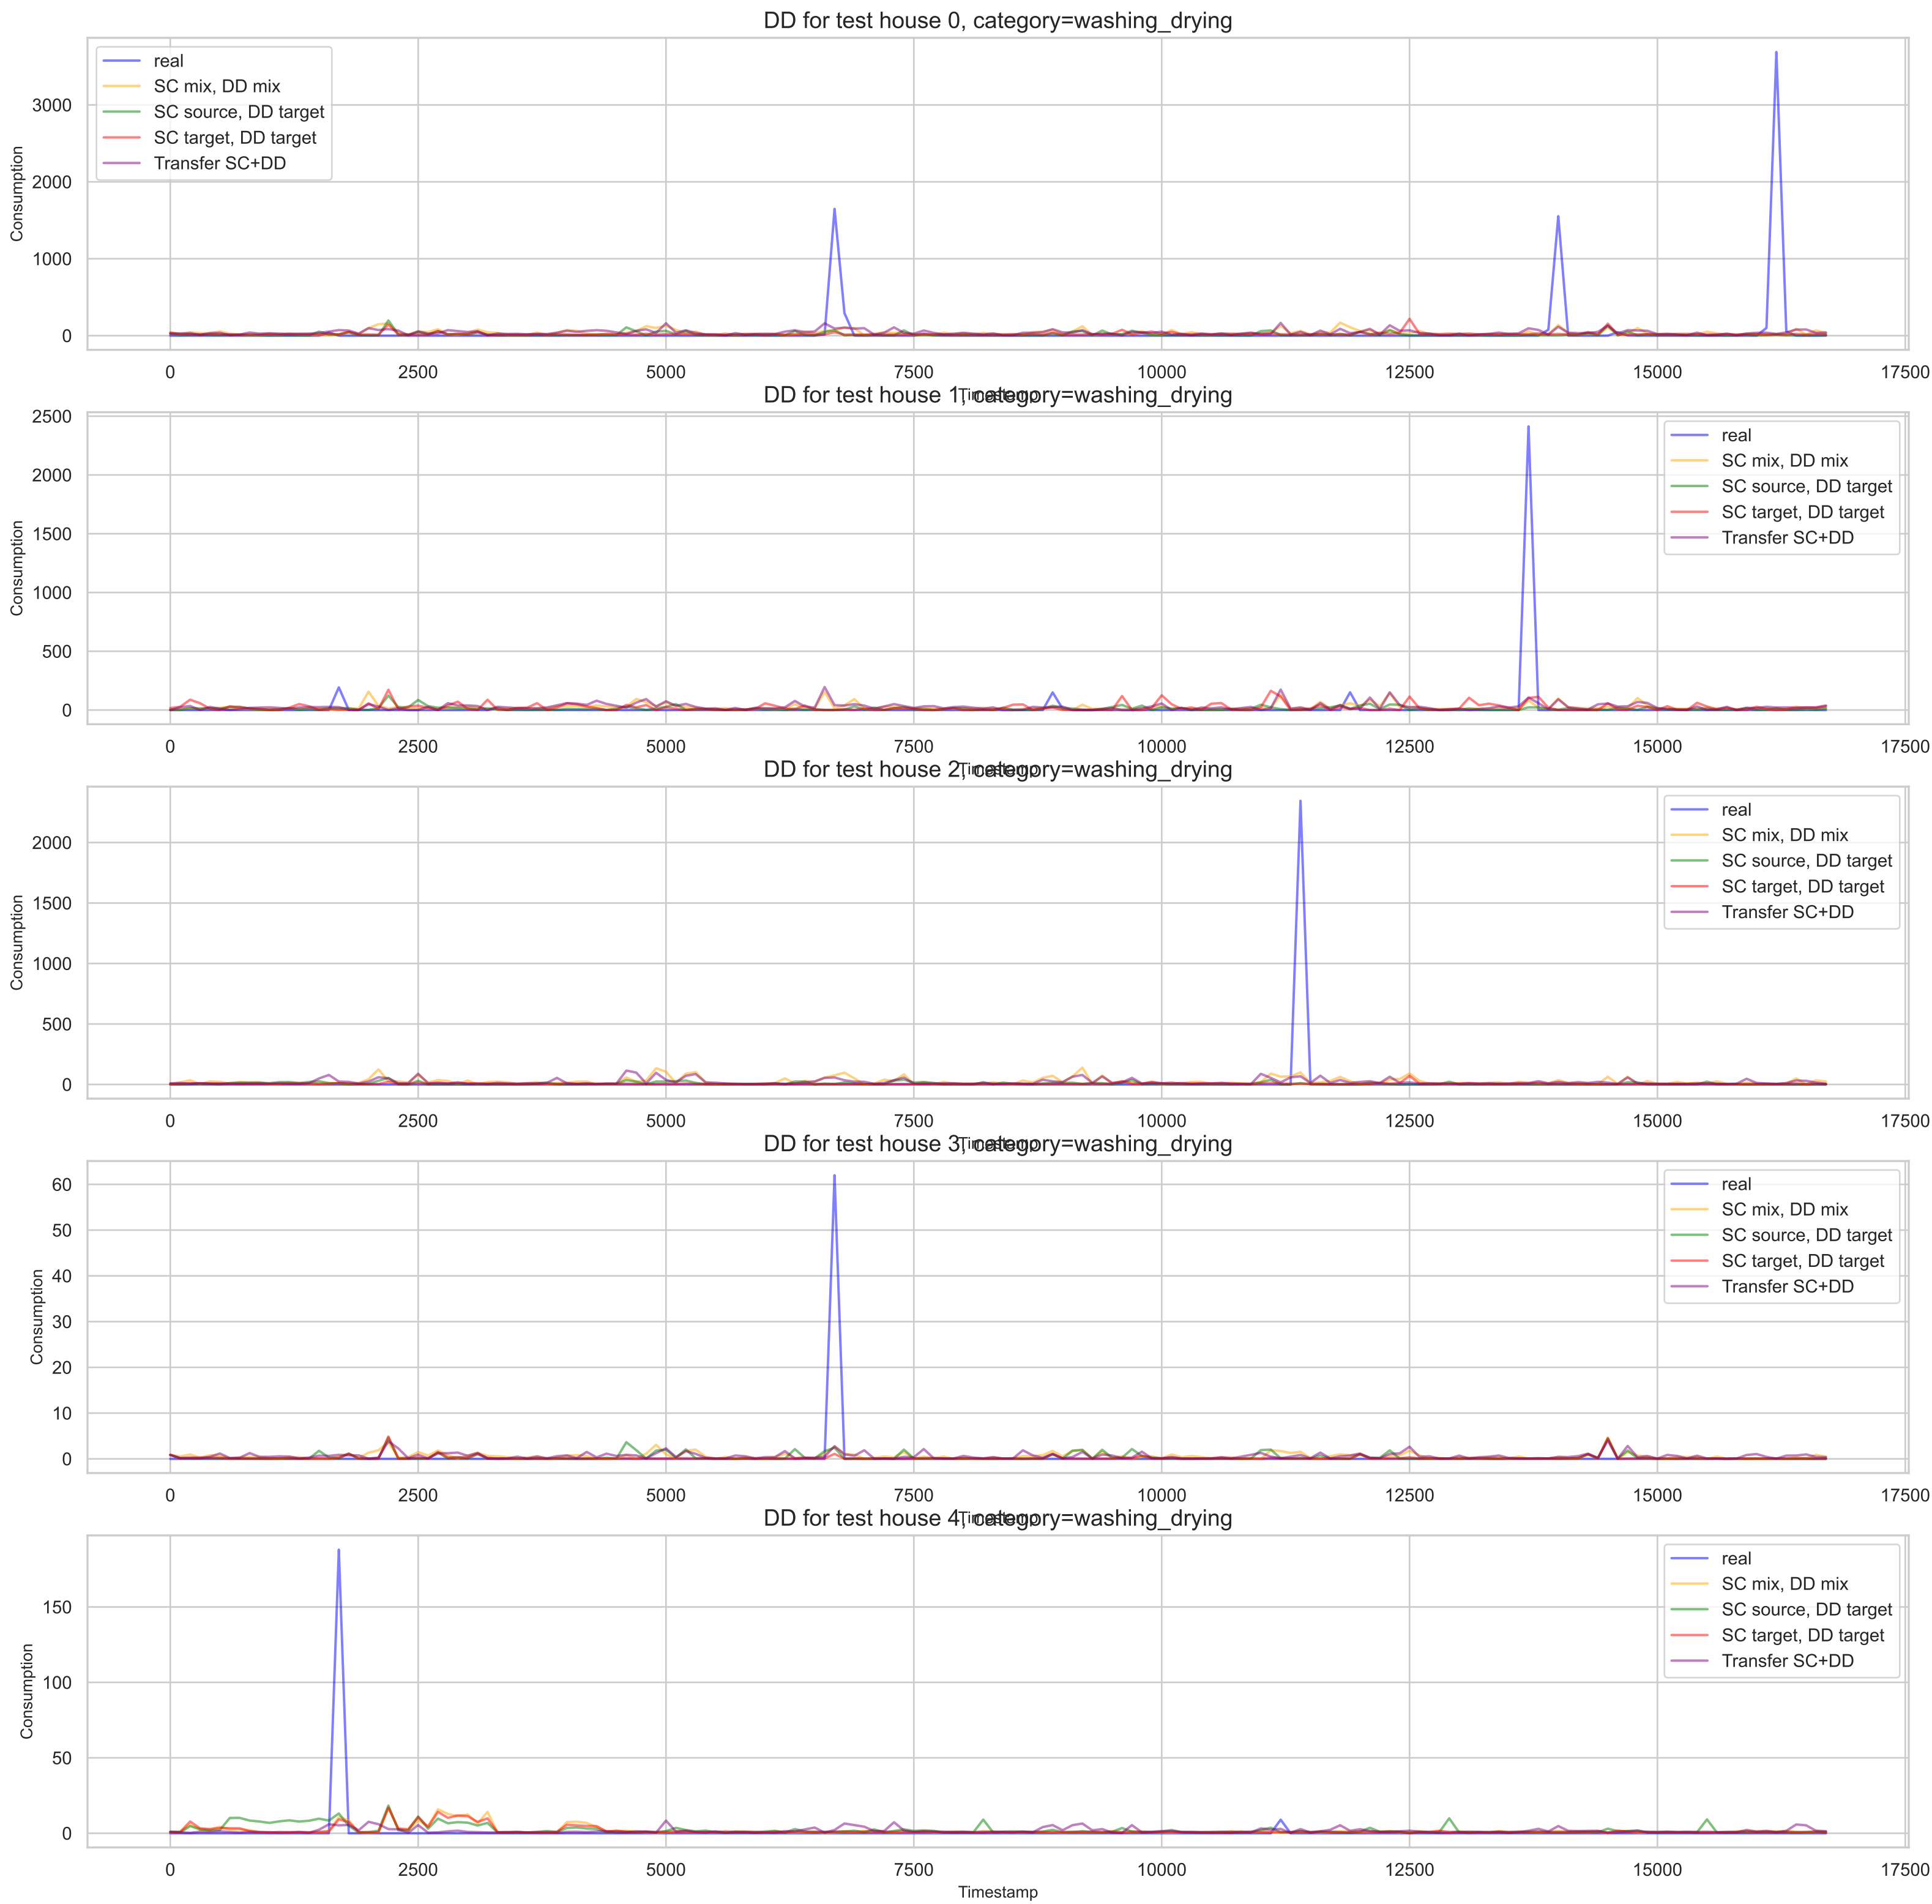 DD for test house 0, category=washing_drying
real
SC mix, DD mix
SC source, DD target
SC target, DD target
Transfer SC+DD
Consumption
3000
2000
1000
0
0 2500 5000 7500 10000 12500 15000 17500
Timestamp
DD for test house 1, category=washing_drying
real
SC mix, DD mix
SC source, DD target
SC target, DD target
Transfer SC+DD
Consumption
2500
2000
1500
1000
500
0
0 2500 5000 7500 10000 12500 15000 17500
Timestamp
DD for test house 2, category=washing_drying
real
SC mix, DD mix
SC source, DD target
SC target, DD target
Transfer SC+DD
Consumption
2000
1500
1000
500
0
0 2500 5000 7500 10000 12500 15000 17500
Timestamp
DD for test house 3, category=washing_drying
real
SC mix, DD mix
SC source, DD target
SC target, DD target
Transfer SC+DD
Consumption
60
50
40
30
20
10
0
0 2500 5000 7500 10000 12500 15000 17500
Timestamp
DD for test house 4, category=washing_drying
real
SC mix, DD mix
SC source, DD target
SC target, DD target
Transfer SC+DD
Consumption
150
100
50
0
0 2500 5000 7500 10000 12500 15000 17500
Timestamp